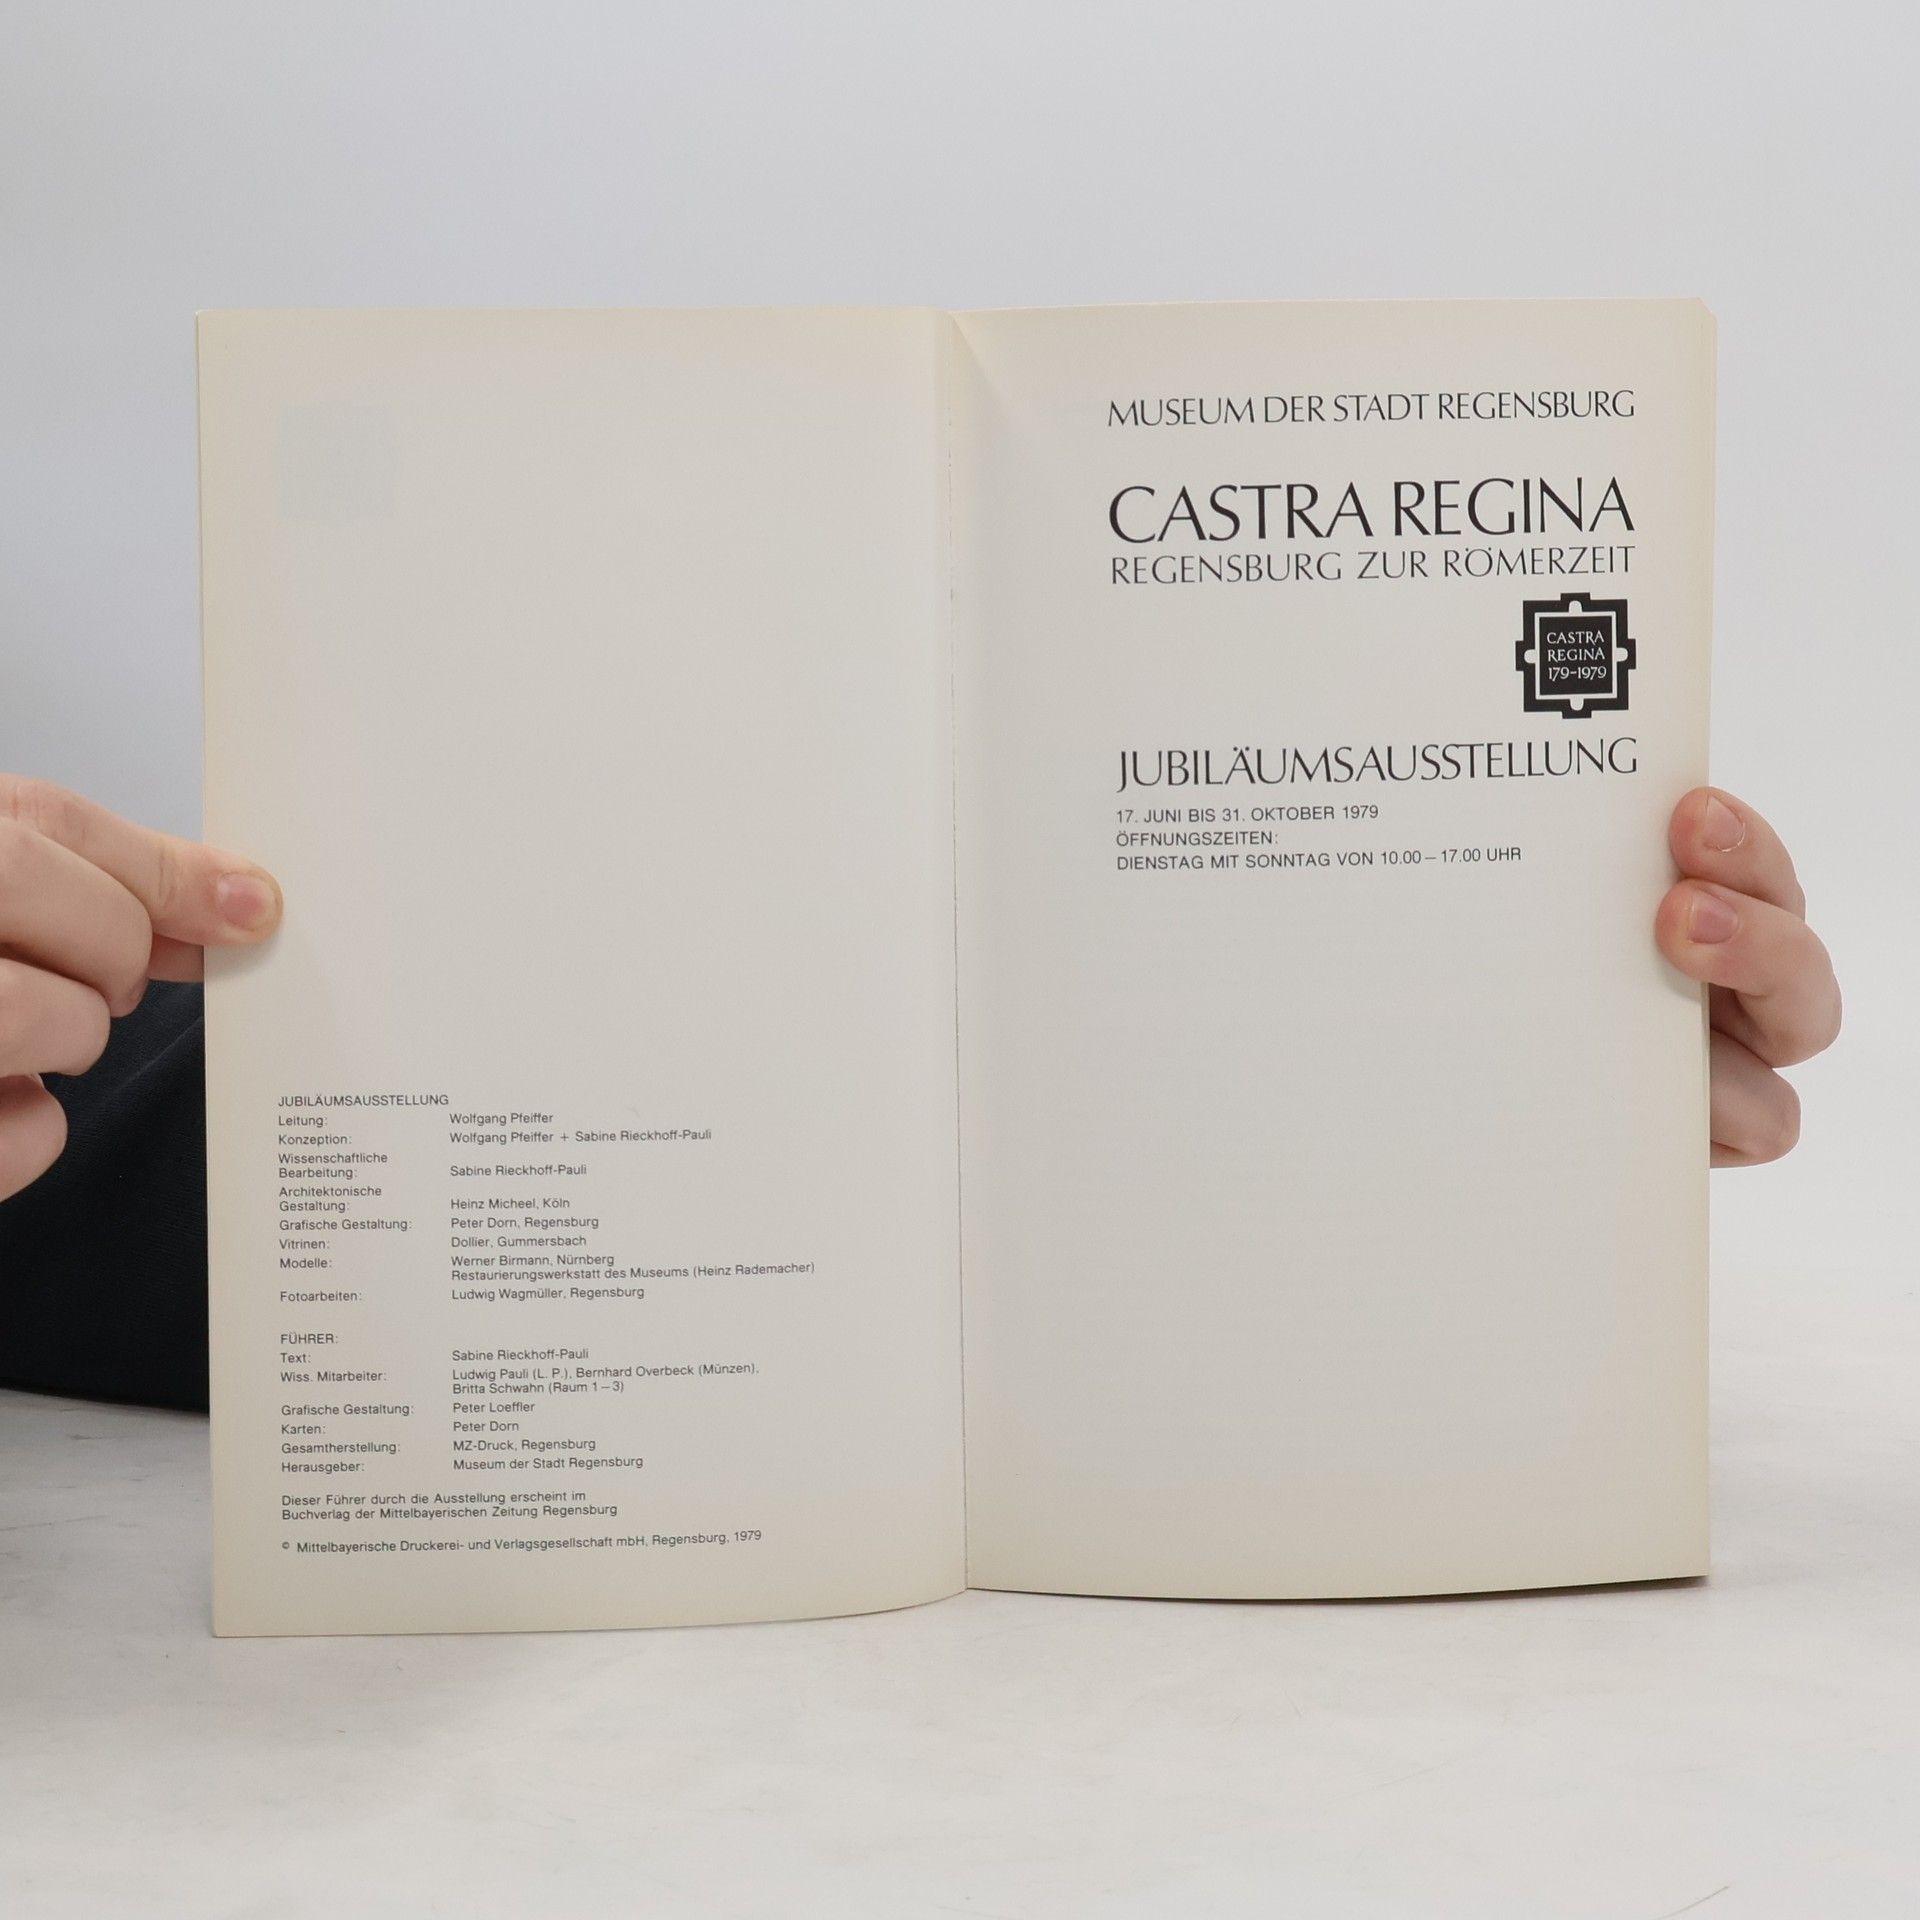 JUBILÄUMSAUSSTELLUNG
Leitung: Wolfgang Pfeiffer
Konzeption: Wolfgang Pfeiffer + Sabine Rieckhoff-Pauli
Wissenschaftliche
Bearbeitung: Sabine Rieckhoff-Pauli
Architektonische
Gestaltung: Heinz Micheel, Köln
Grafische Gestaltung: Peter Dorn, Regensburg
Vitrinen: Dollier, Gummersbach
Modelle: Werner Birmann, Nürnberg
Restaurierungswerkstatt des Museums (Heinz Rademacher)
Fotoarbeiten: Ludwig Wagmüller, Regensburg
FÜHRER:
Text: Sabine Rieckhoff-Pauli
Wiss. Mitarbeiter: Ludwig Pauli (L. P.), Bernhard Overbeck (Münzen),
Britta Schwahn (Raum 1 – 3)
Grafische Gestaltung: Peter Loeffler
Karten: Peter Dorn
Gesamtherstellung: MZ-Druck, Regensburg
Herausgeber: Museum der Stadt Regensburg
Dieser Führer durch die Ausstellung erscheint im
Buchverlag der Mittelbayerischen Zeitung Regensburg
© Mittelbayerische Druckerei- und Verlagsgesellschaft mbH, Regensburg, 1979
MUSEUM DER STADT REGENSBURG
CASTRA REGINA
REGENSBURG ZUR RÖMERZEIT
CASTRA
REGINA
179-1979
JUBILÄUMSAUSSTELLUNG
17. JUNI BIS 31. OKTOBER 1979
ÖFFNUNGSZEITEN:
DIENSTAG MIT SONNTAG VON 10.00 – 17.00 UHR